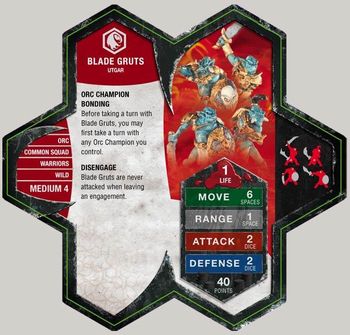 BLADE GRUTS
UTGAR
ORC CHAMPION
BONDING
Before taking a turn with
Blade Gruts, you may
first take a turn with
any Orc Champion you
control.
DISENGAGE
Blade Gruts are never
attacked when leaving
an engagement.
ORC
COMMON SQUAD
WARRIORS
WILD
MEDIUM 4
1
LIFE
MOVE 6
SPACES
RANGE 1
SPACE
ATTACK 2
DICE
DEFENSE 2
DICE
40
POINTS